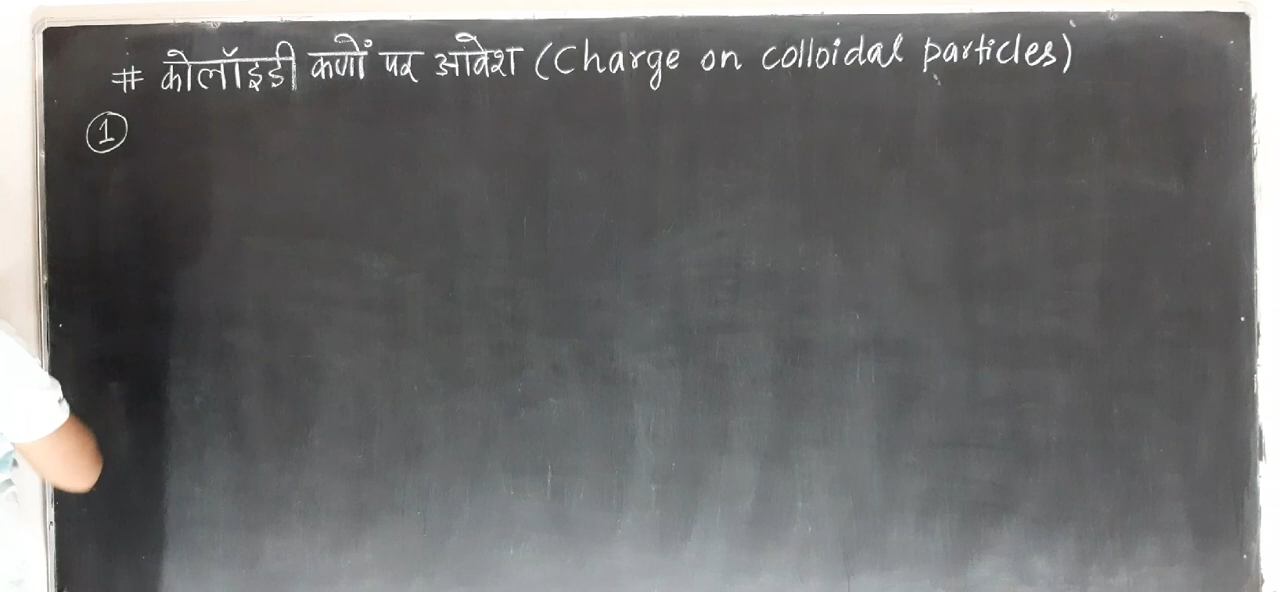 # कोलॉइडी कणों पर आवेश (Charge on colloidal particles)
①